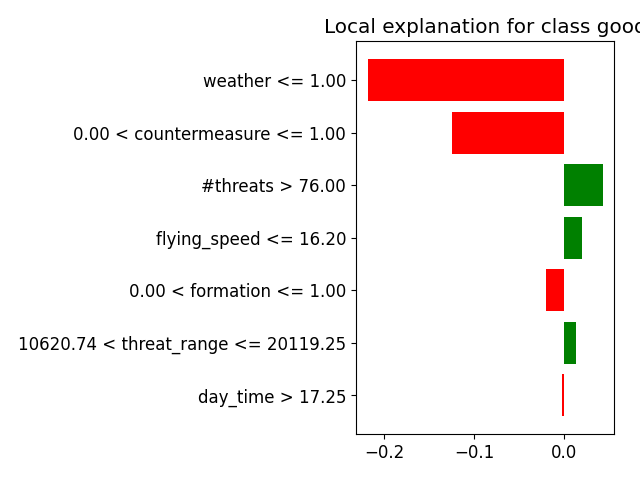 Local explanation for class good
weather <= 1.00
0.00 < countermeasure <= 1.00
#threats > 76.00
flying_speed <= 16.20
0.00 < formation <= 1.00
10620.74 < threat_range <= 20119.25
day_time > 17.25
−0.2 −0.1 0.0